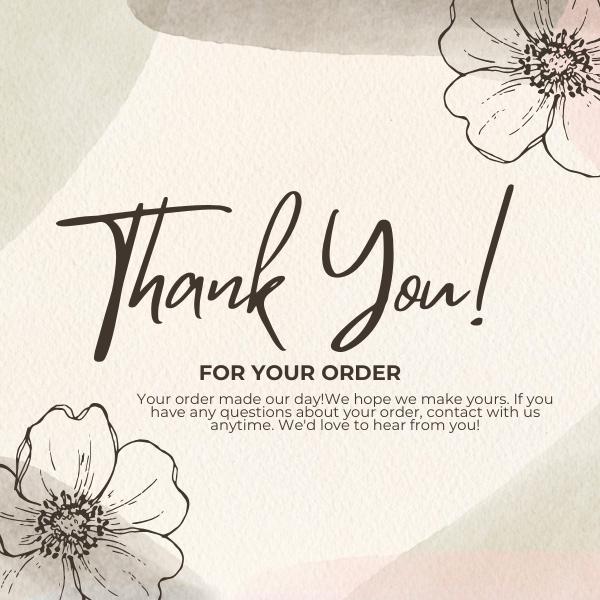 Thank You!
FOR YOUR ORDER
Your order made our day!We hope we make yours. If you
have any questions about your order, contact with us
anytime. We'd love to hear from you!